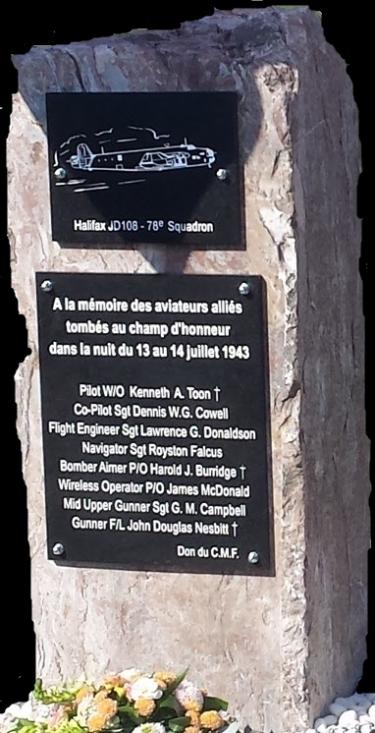 Halifax JD108 - 78e Squadron
A la mémoire des aviateurs alliés
tombés au champ d'honneur
dans la nuit du 13 au 14 juillet 1943
Pilot W/O Kenneth A. Toon †
Co-Pilot Sgt Dennis W.G. Cowell
Flight Engineer Sgt Lawrence G. Donaldson
Navigator Sgt Royston Falcus
Bomber Aimer P/O Harold J. Burridge †
Wireless Operator P/O James McDonald
Mid Upper Gunner Sgt G. M. Campbell
Gunner F/L John Douglas Nesbitt †
Don du C.M.F.